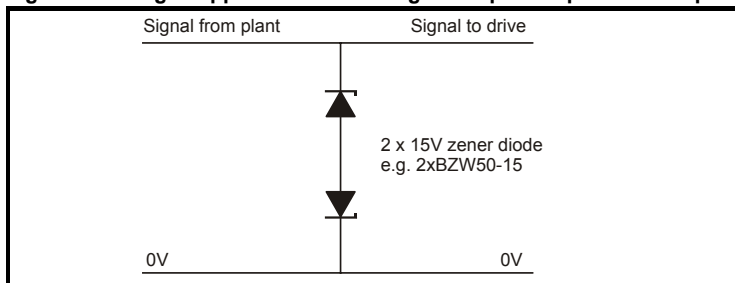 Signal from plant Signal to drive
2 x 15V zener diode
e.g. 2xBZW50-15
0V 0V